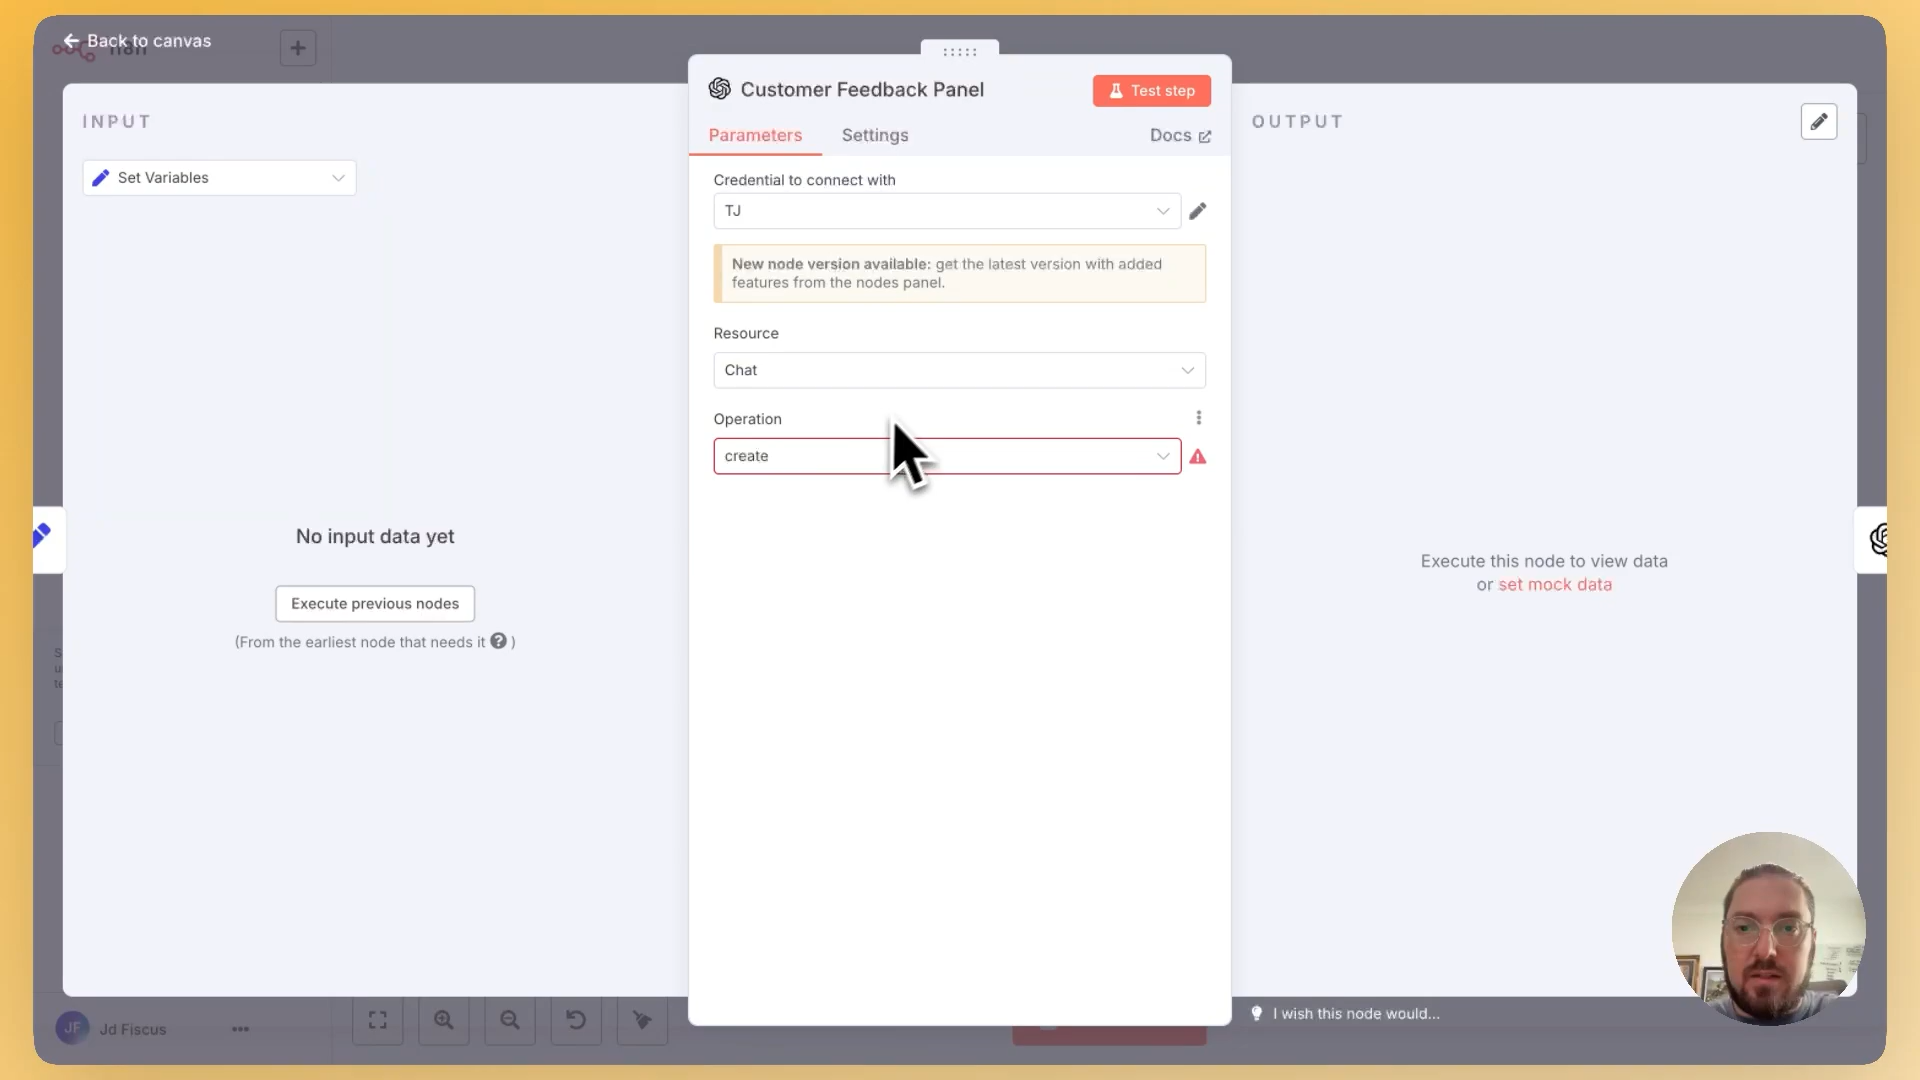 Back to canvas
n8n
INPUT
Set Variables
No input data yet
Execute previous nodes
(From the earliest node that needs it ? )
Customer Feedback Panel
Test step
Parameters
Settings
Docs
Credential to connect with
TJ
New node version available: get the latest version with added
features from the nodes panel.
Resource
Chat
Operation
create
OUTPUT
Execute this node to view data
or set mock data
JF
Jd Fiscus
I wish this node would...